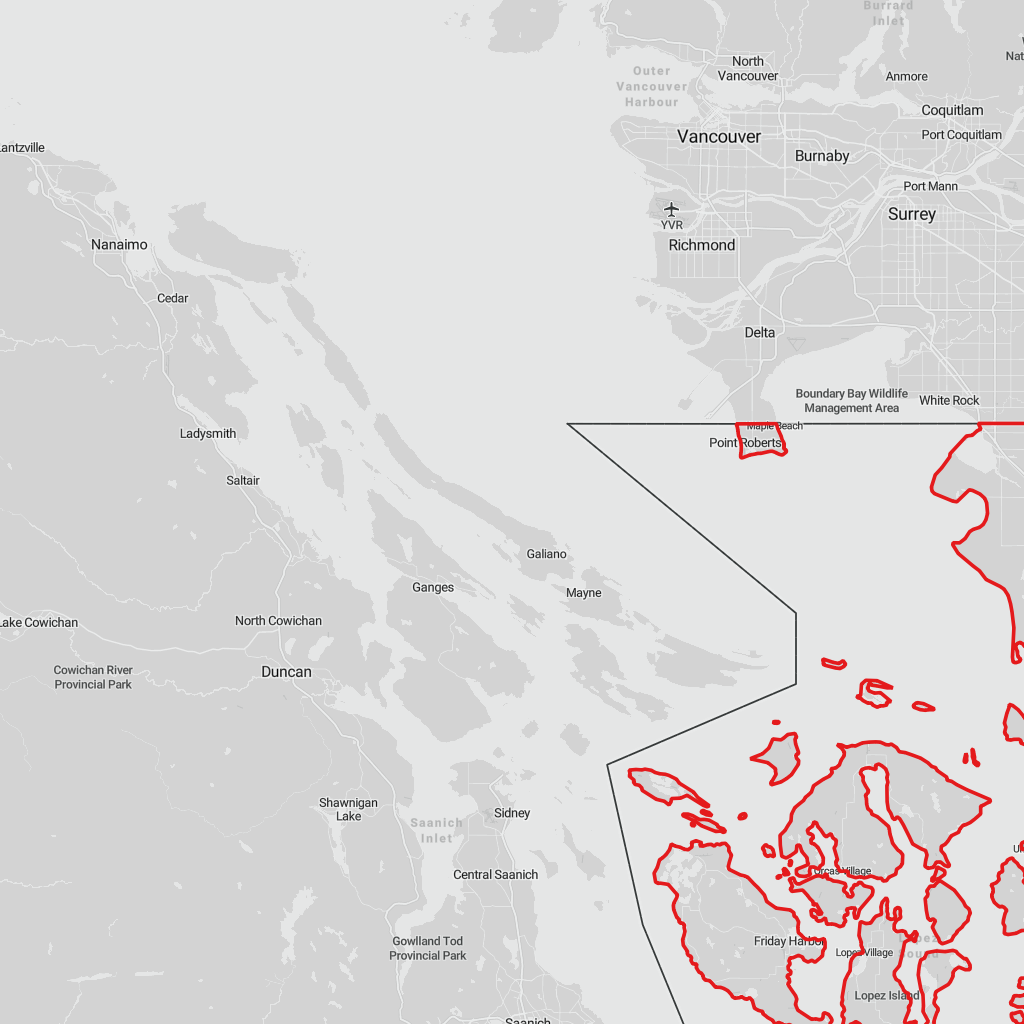 Burrard
Inlet
North
Vancouver
Outer
Vancouver
Harbour
Anmore
Coquitlam
Port Coquitlam
Vancouver
Burnaby
Port Mann
Surrey
YVR
Richmond
Lantzville
Nanaimo
Cedar
Delta
Boundary Bay Wildlife
Management Area
White Rock
Maple Beach
Point Roberts
Ladysmith
Saltair
Galiano
Mayne
Ganges
Lake Cowichan
North Cowichan
Cowichan River
Provincial Park
Duncan
Shawnigan
Lake
Saanich
Inlet
Sidney
Central Saanich
Orcas Village
Gowlland Tod
Provincial Park
Friday Harbor
Lopez
Sound
Lopez Village
Lopez Island
Saanich